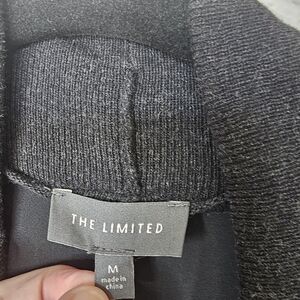 THE LIMITED
M
made in
china